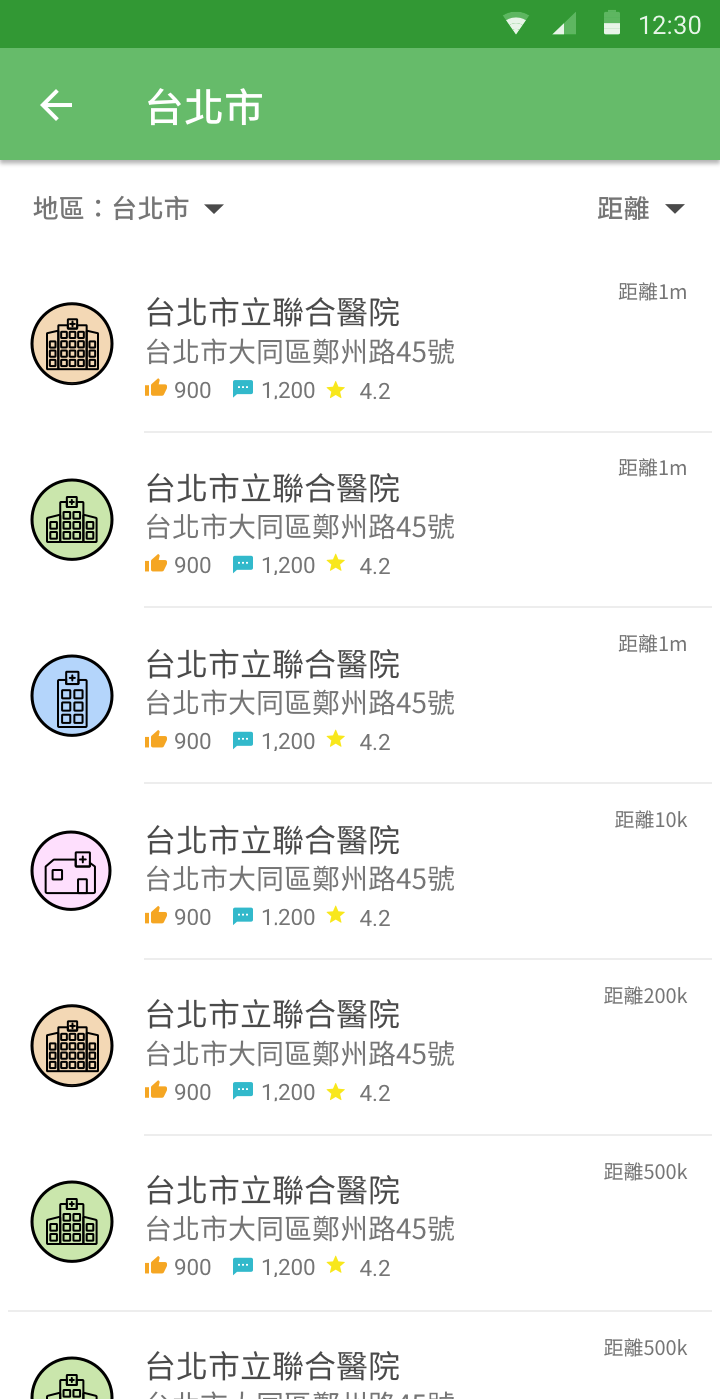 12:30
台北市
地區：台北市 距離
台北市立聯合醫院 距離1m
台北市大同區鄭州路45號
900 1,200 4.2
台北市立聯合醫院 距離1m
台北市大同區鄭州路45號
900 1,200 4.2
台北市立聯合醫院 距離1m
台北市大同區鄭州路45號
900 1,200 4.2
台北市立聯合醫院 距離10k
台北市大同區鄭州路45號
900 1,200 4.2
台北市立聯合醫院 距離200k
台北市大同區鄭州路45號
900 1,200 4.2
台北市立聯合醫院 距離500k
台北市大同區鄭州路45號
900 1,200 4.2
台北市立聯合醫院 距離500k